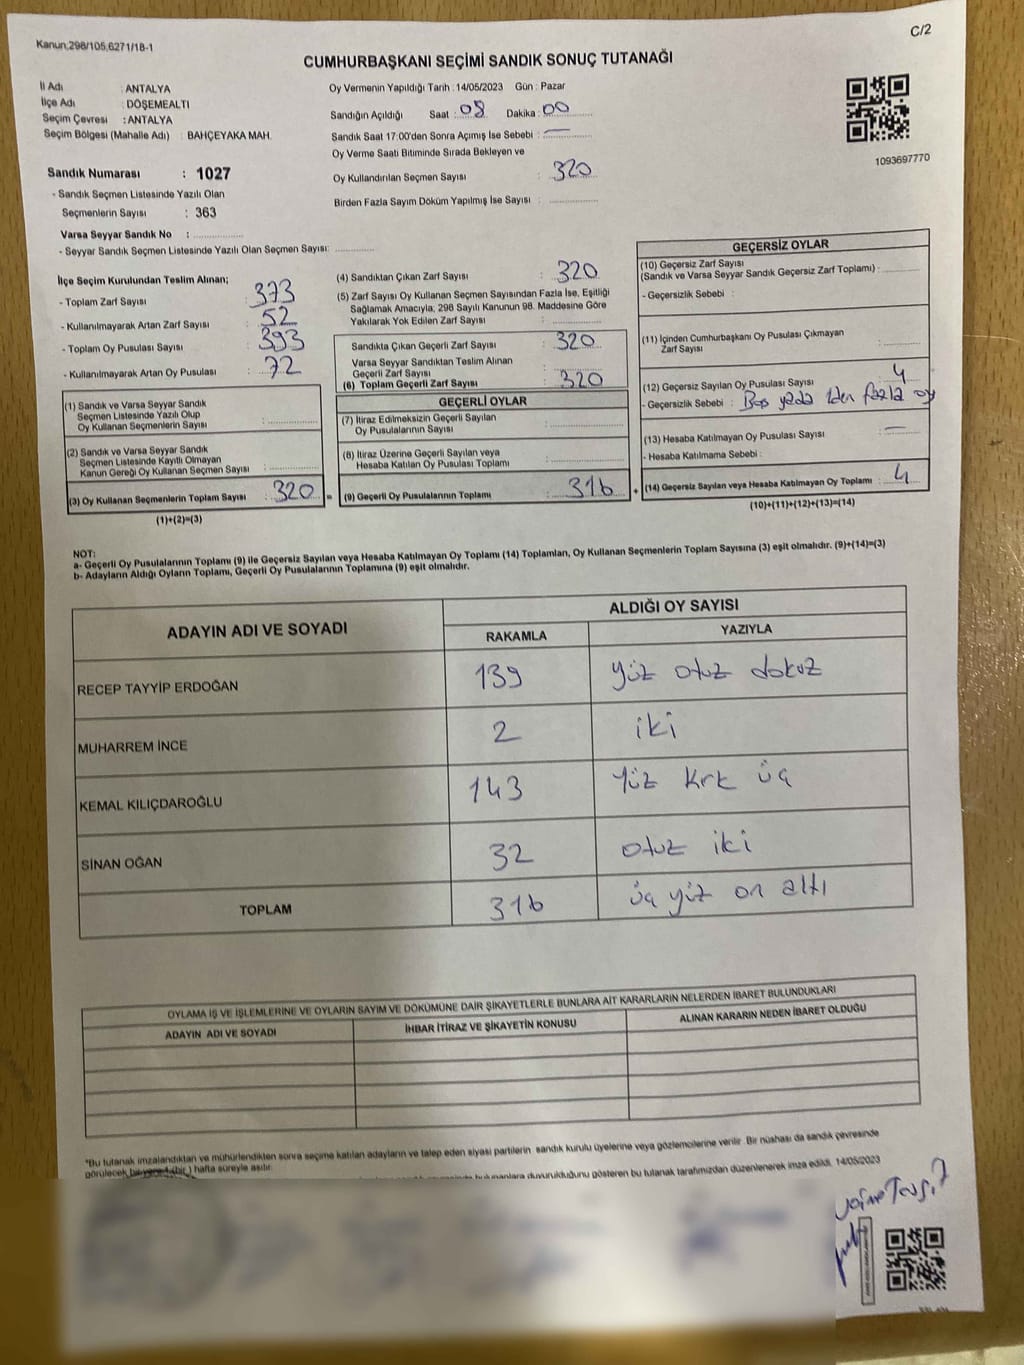 Kanun;298/105,6271/18-1
C/2
CUMHURBAŞKANI SEÇİMİ SANDIK SONUÇ TUTANAĞI
İl Adı : ANTALYA
İlçe Adı : DÖŞEMEALTI
Seçim Çevresi : ANTALYA
Seçim Bölgesi (Mahalle Adı) : BAHÇEYAKA MAH.
Sandık Numarası : 1027
- Sandık Seçmen Listesinde Yazılı Olan
Seçmenlerin Sayısı : 363
Varsa Seyyar Sandık No :
- Seyyar Sandık Seçmen Listesinde Yazılı Olan Seçmen Sayısı:
Oy Vermenin Yapıldığı Tarih : 14/05/2023 Gün : Pazar
Sandığın Açıldığı Saat : 08 Dakika : 00
Sandık Saat 17:00'den Sonra Açımış İse Sebebi : —
Oy Verme Saati Bitiminde Sırada Bekleyen ve
Oy Kullandırılan Seçmen Sayısı : 320
Birden Fazla Sayım Döküm Yapılmış İse Sayısı :
1093697770
İlçe Seçim Kurulundan Teslim Alınan;
- Toplam Zarf Sayısı : 373
- Kullanılmayarak Artan Zarf Sayısı : 52
- Toplam Oy Pusulası Sayısı : 393
- Kullanılmayarak Artan Oy Pusulası : 72
(1) Sandık ve Varsa Seyyar Sandık
Seçmen Listesinde Yazılı Olup
Oy Kullanan Seçmenlerin Sayısı :
(2) Sandık ve Varsa Seyyar Sandık
Seçmen Listesinde Kayıtlı Olmayan
Kanun Gereği Oy Kullanan Seçmen Sayısı :
(3) Oy Kullanan Seçmenlerin Toplam Sayısı : 320 =
(1)+(2)=(3)
(4) Sandıktan Çıkan Zarf Sayısı : 320
(5) Zarf Sayısı Oy Kullanan Seçmen Sayısından Fazla İse, Eşitliği
Sağlamak Amacıyla, 298 Sayılı Kanunun 98. Maddesine Göre
Yakılarak Yok Edilen Zarf Sayısı :
Sandıkta Çıkan Geçerli Zarf Sayısı : 320
Varsa Seyyar Sandıktan Teslim Alınan
Geçerli Zarf Sayısı :
(6) Toplam Geçerli Zarf Sayısı : 320
GEÇERLİ OYLAR
(7) İtiraz Edilmeksizin Geçerli Sayılan
Oy Pusulalarının Sayısı :
(8) İtiraz Üzerine Geçerli Sayılan veya
Hesaba Katılan Oy Pusulası Toplamı :
(9) Geçerli Oy Pusulalarının Toplamı : 316 +
GEÇERSİZ OYLAR
(10) Geçersiz Zarf Sayısı
(Sandık ve Varsa Seyyar Sandık Geçersiz Zarf Toplamı) :
- Geçersizlik Sebebi :
(11) İçinden Cumhurbaşkanı Oy Pusulası Çıkmayan
Zarf Sayısı :
(12) Geçersiz Sayılan Oy Pusulası Sayısı : 4
- Geçersizlik Sebebi : Boş yada 1den fazla oy
(13) Hesaba Katılmayan Oy Pusulası Sayısı : —
- Hesaba Katılmama Sebebi :
(14) Geçersiz Sayılan veya Hesaba Katılmayan Oy Toplamı : 4
(10)+(11)+(12)+(13)=(14)
NOT:
a- Geçerli Oy Pusulalarının Toplamı (9) ile Geçersiz Sayılan veya Hesaba Katılmayan Oy Toplamı (14) Toplamları, Oy Kullanan Seçmenlerin Toplam Sayısına (3) eşit olmalıdır. (9)+(14)=(3)
b- Adayların Aldığı Oyların Toplamı, Geçerli Oy Pusulalarının Toplamına (9) eşit olmalıdır.
ADAYIN ADI VE SOYADI ALDIĞI OY SAYISI
RAKAMLA YAZIYLA
RECEP TAYYİP ERDOĞAN 139 yüz otuz dokuz
MUHARREM İNCE 2 iki
KEMAL KILIÇDAROĞLU 143 Yüz krk üç
SİNAN OĞAN 32 otuz iki
TOPLAM 316 üç yüz on altı
OYLAMA İŞ VE İŞLEMLERİNE VE OYLARIN SAYIM VE DÖKÜMÜNE DAİR ŞİKAYETLERLE BUNLARA AİT KARARLARIN NELERDEN İBARET BULUNDUKLARI
ADAYIN ADI VE SOYADI İHBAR İTİRAZ VE ŞİKAYETİN KONUSU ALINAN KARARIN NEDEN İBARET OLDUĞU
*Bu tutanak imzalandıktan ve mühürlendikten sonra seçime katılan adayların ve talep eden siyasi partilerin sandık kurulu üyelerine veya gözlemcilerine verilir. Bir nüshası da sandık çevresinde
görülecek bir yere 1 (bir ) hafta süreyle asılır.
bulunanlara duyurulduğunu gösteren bu tutanak tarafımızdan düzenlenerek imza edildi. 14/05/2023